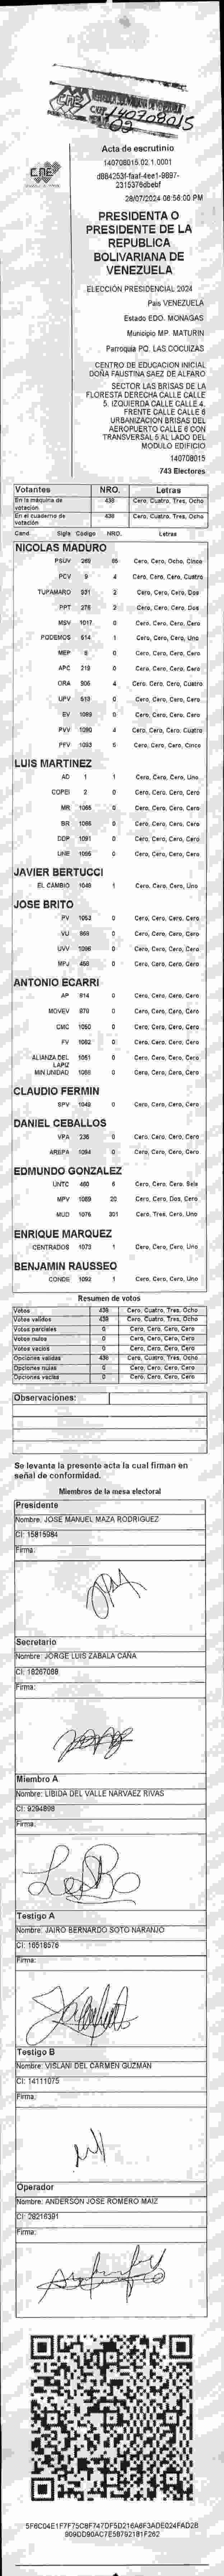 CNE
140708015
02
Acta de escrutinio
140708015.02.1.0001
d884253f-faaf-4ee1-9897-
2315376dbebf
28/07/2024 08:56:00 PM
PRESIDENTA O
PRESIDENTE DE LA
REPUBLICA
BOLIVARIANA DE
VENEZUELA
ELECCIÓN PRESIDENCIAL 2024
País VENEZUELA
Estado EDO. MONAGAS
Municipio MP. MATURIN
Parroquia PQ. LAS COCUIZAS
CENTRO DE EDUCACION INICIAL
DOÑA FAUSTINA SAEZ DE ALFARO
SECTOR LAS BRISAS DE LA
FLORESTA DERECHA CALLE CALLE
5. IZQUIERDA CALLE CALLE 4.
FRENTE CALLE CALLE 6
URBANIZACION BRISAS DEL
AEROPUERTO CALLE 6 CON
TRANSVERSAL 5 AL LADO DEL
MODULO EDIFICIO
140708015
743 Electores
Votantes NRO. Letras
En la máquina de votación 438 Cero, Cuatro, Tres, Ocho
En el cuaderno de votación 438 Cero, Cuatro, Tres, Ocho
Cand Sigla Código NRO. Letras
NICOLAS MADURO
PSUV 269 85 Cero, Cero, Ocho, Cinco
PCV 9 4 Cero, Cero, Cero, Cuatro
TUPAMARO 931 2 Cero, Cero, Cero, Dos
PPT 276 2 Cero, Cero, Cero, Dos
MSV 1017 0 Cero, Cero, Cero, Cero
PODEMOS 614 1 Cero, Cero, Cero, Uno
MEP 8 0 Cero, Cero, Cero, Cero
APC 219 0 Cero, Cero, Cero, Cero
ORA 906 4 Cero, Cero, Cero, Cuatro
UPV 513 0 Cero, Cero, Cero, Cero
EV 1089 0 Cero, Cero, Cero, Cero
PVV 1090 4 Cero, Cero, Cero, Cuatro
PFV 1093 5 Cero, Cero, Cero, Cinco
LUIS MARTINEZ
AD 1 1 Cero, Cero, Cero, Uno
COPEI 2 0 Cero, Cero, Cero, Cero
MR 1065 0 Cero, Cero, Cero, Cero
BR 1066 0 Cero, Cero, Cero, Cero
DDP 1091 0 Cero, Cero, Cero, Cero
UNE 1095 0 Cero, Cero, Cero, Cero
JAVIER BERTUCCI
EL CAMBIO 1048 1 Cero, Cero, Cero, Uno
JOSE BRITO
PV 1053 0 Cero, Cero, Cero, Cero
VU 869 0 Cero, Cero, Cero, Cero
UVV 1096 0 Cero, Cero, Cero, Cero
MPJ 468 0 Cero, Cero, Cero, Cero
ANTONIO ECARRI
AP 814 0 Cero, Cero, Cero, Cero
MOVEV 879 0 Cero, Cero, Cero, Cero
CMC 1050 0 Cero, Cero, Cero, Cero
FV 1062 0 Cero, Cero, Cero, Cero
ALIANZA DEL LAPIZ 1051 0 Cero, Cero, Cero, Cero
MIN UNIDAD 1068 0 Cero, Cero, Cero, Cero
CLAUDIO FERMIN
SPV 1049 0 Cero, Cero, Cero, Cero
DANIEL CEBALLOS
VPA 236 0 Cero, Cero, Cero, Cero
AREPA 1094 0 Cero, Cero, Cero, Cero
EDMUNDO GONZALEZ
UNTC 460 6 Cero, Cero, Cero, Seis
MPV 1069 20 Cero, Cero, Dos, Cero
MUD 1076 301 Cero, Tres, Cero, Uno
ENRIQUE MARQUEZ
CENTRADOS 1073 1 Cero, Cero, Cero, Uno
BENJAMIN RAUSSEO
CONDE 1092 1 Cero, Cero, Cero, Uno
Resumen de votos
Votos 438 Cero, Cuatro, Tres, Ocho
Votos validos 438 Cero, Cuatro, Tres, Ocho
Votos parciales 0 Cero, Cero, Cero, Cero
Votos nulos 0 Cero, Cero, Cero, Cero
Votos vacios 0 Cero, Cero, Cero, Cero
Opciones validas 438 Cero, Cuatro, Tres, Ocho
Opciones nulas 0 Cero, Cero, Cero, Cero
Opciones vacias 0 Cero, Cero, Cero, Cero
Observaciones:
Se levanta la presente acta la cual firman en
señal de conformidad.
Miembros de la mesa electoral
Presidente
Nombre: JOSE MANUEL MAZA RODRIGUEZ
CI: 15815984
Firma:
Secretario
Nombre: JORGE LUIS ZABALA CAÑA
CI: 18267088
Firma:
Miembro A
Nombre: LIBIDA DEL VALLE NARVAEZ RIVAS
CI: 9294898
Firma:
Testigo A
Nombre: JAIRO BERNARDO SOTO NARANJO
CI: 16518576
Firma:
Testigo B
Nombre: VISLANI DEL CARMEN GUZMAN
CI: 14111075
Firma:
Operador
Nombre: ANDERSON JOSE ROMERO MAIZ
CI: 28216391
Firma:
5F6C04E1F7F75C8F747DF5D216A6F3ADE024FAD28
909DD90AC7E58792181F262